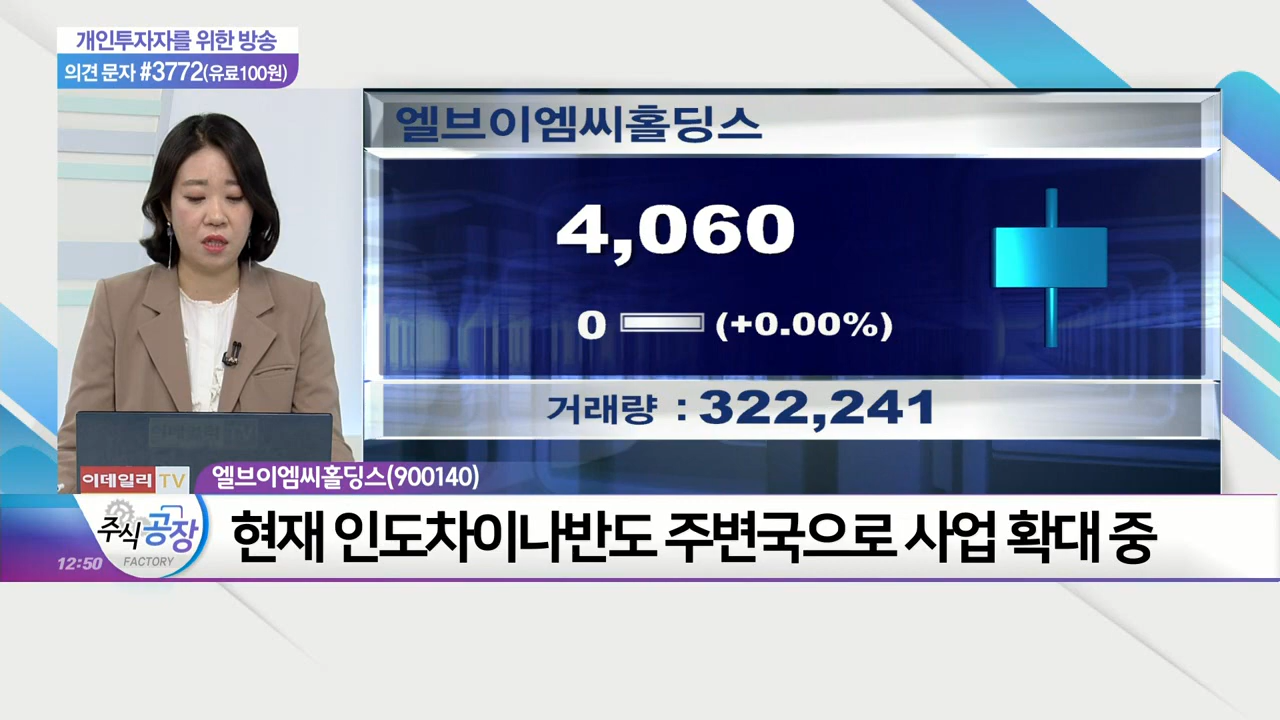 개인투자자를 위한 방송
의견 문자 #3772(유료100원)
엘브이엠씨홀딩스
4,060
0 (+0.00%)
거래량 : 322,241
이데일리 TV
엘브이엠씨홀딩스(900140)
주식공장
FACTORY
12:50
현재 인도차이나반도 주변국으로 사업 확대 중